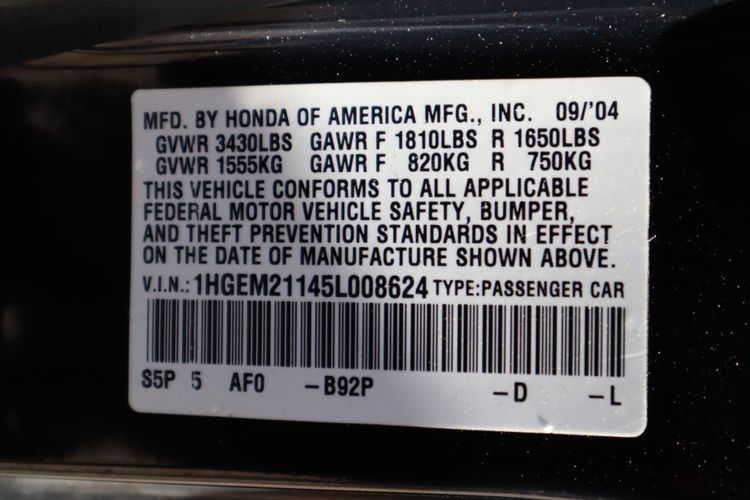 MFD. BY HONDA OF AMERICA MFG., INC. 09/'04
GVWR 3430LBS GAWR F 1810LBS R 1650LBS
GVWR 1555KG GAWR F 820KG R 750KG
THIS VEHICLE CONFORMS TO ALL APPLICABLE
FEDERAL MOTOR VEHICLE SAFETY, BUMPER,
AND THEFT PREVENTION STANDARDS IN EFFECT
ON THE DATE OF MANUFACTURE SHOWN ABOVE.
V.I.N.: 1HGEM21145L008624 TYPE:PASSENGER CAR
S5P 5 AF0 -B92P -D -L